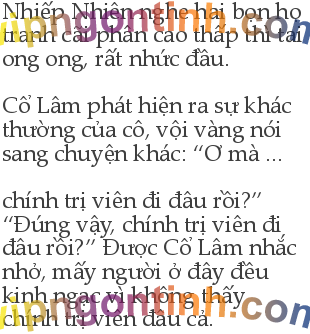 Nhiếp Nhiên nghe lại bọn họ
tranh cãi phân cao thấp thì tai
ong ong, rất nhức đầu.
Cổ Lâm phát hiện ra sự khác
thường của cô, vội vàng nói
sang chuyện khác: “Ơ mà ...
chính trị viên đi đâu rồi?”
“Đúng vậy, chính trị viên đi
đâu rồi?” Được Cổ Lâm nhắc
nhở, mấy người ở đây đều
kinh ngạc vì không thấy
chính trị viên đâu cả.
vipngontinh.com
vipngontinh.com